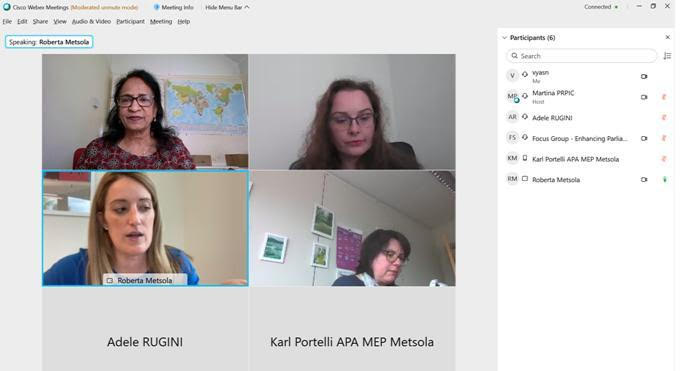 Cisco Webex Meetings (Moderated unmute mode) Meeting Info Hide Menu Bar Connected
File Edit Share View Audio & Video Participant Meeting Help
Speaking: Roberta Metsola
Participants (6)
Search
V vyasn
Me
MP Martina PRPIC
Host
AR Adele RUGINI
FS Focus Group - Enhancing Parlia...
KM Karl Portelli APA MEP Metsola
RM Roberta Metsola
Roberta Metsola
Adele RUGINI
Karl Portelli APA MEP Metsola